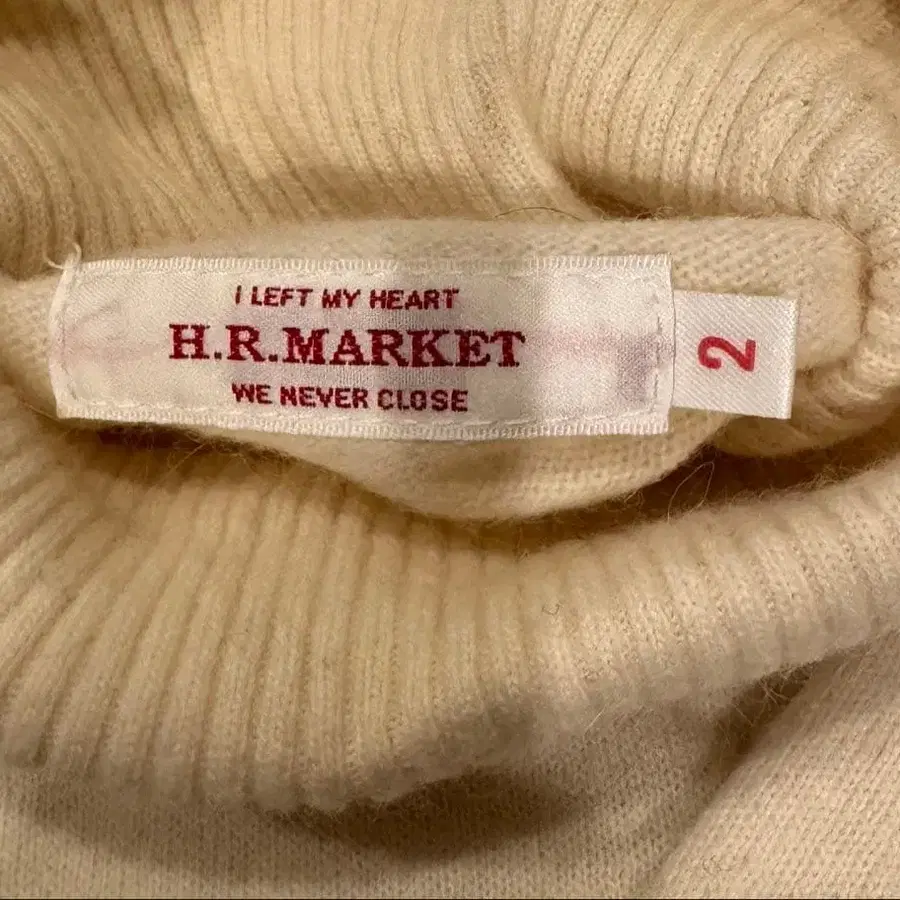 I LEFT MY HEART
H.R.MARKET
WE NEVER CLOSE
2